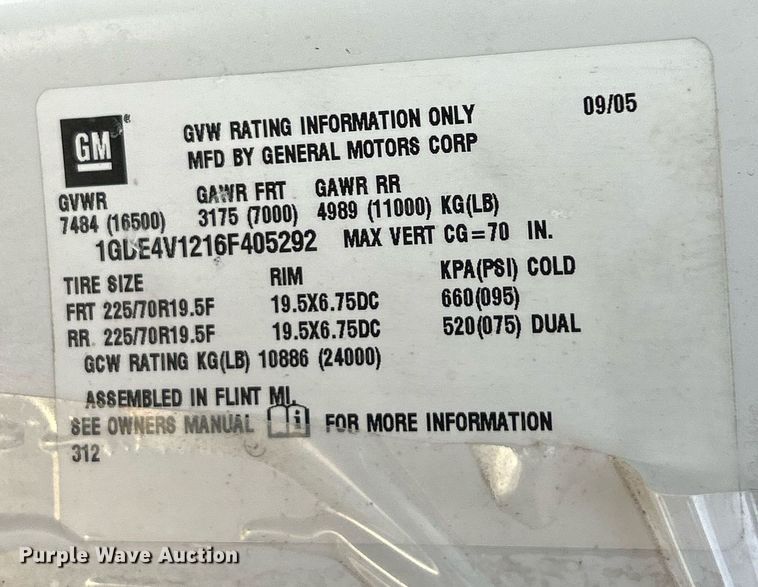 GM ®
GVW RATING INFORMATION ONLY 09/05
MFD BY GENERAL MOTORS CORP
GVWR GAWR FRT GAWR RR
7484 (16500) 3175 (7000) 4989 (11000) KG(LB)
1GDE4V1216F405292 MAX VERT CG=70 IN.
TIRE SIZE RIM KPA(PSI) COLD
FRT 225/70R19.5F 19.5X6.75DC 660(095)
RR 225/70R19.5F 19.5X6.75DC 520(075) DUAL
GCW RATING KG(LB) 10886 (24000)
ASSEMBLED IN FLINT MI.
SEE OWNERS MANUAL i FOR MORE INFORMATION
312
Purple Wave Auction